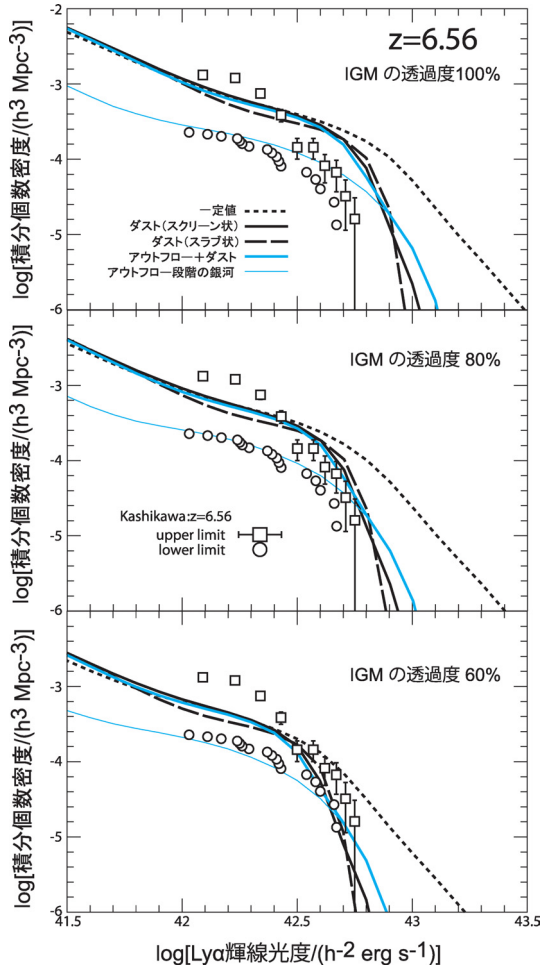 -2
z=6.56
IGM の透過度100%
-3
-4
一定値
ダスト(スクリーン状)
ダスト(スラブ状)
アウトフロー+ダスト
アウトフロー段階の銀河
-5
-6
log[積分個数密度/(h³ Mpc⁻³)]
IGM の透過度 80%
-3
-4
Kashikawa:z=6.56
upper limit
lower limit
-5
-6
log[積分個数密度/(h³ Mpc⁻³)]
IGM の透過度 60%
-3
-4
-5
-6
log[積分個数密度/(h³ Mpc⁻³)]
41.5 42 42.5 43 43.5
log[Lyα輝線光度/(h⁻² erg s⁻¹)]